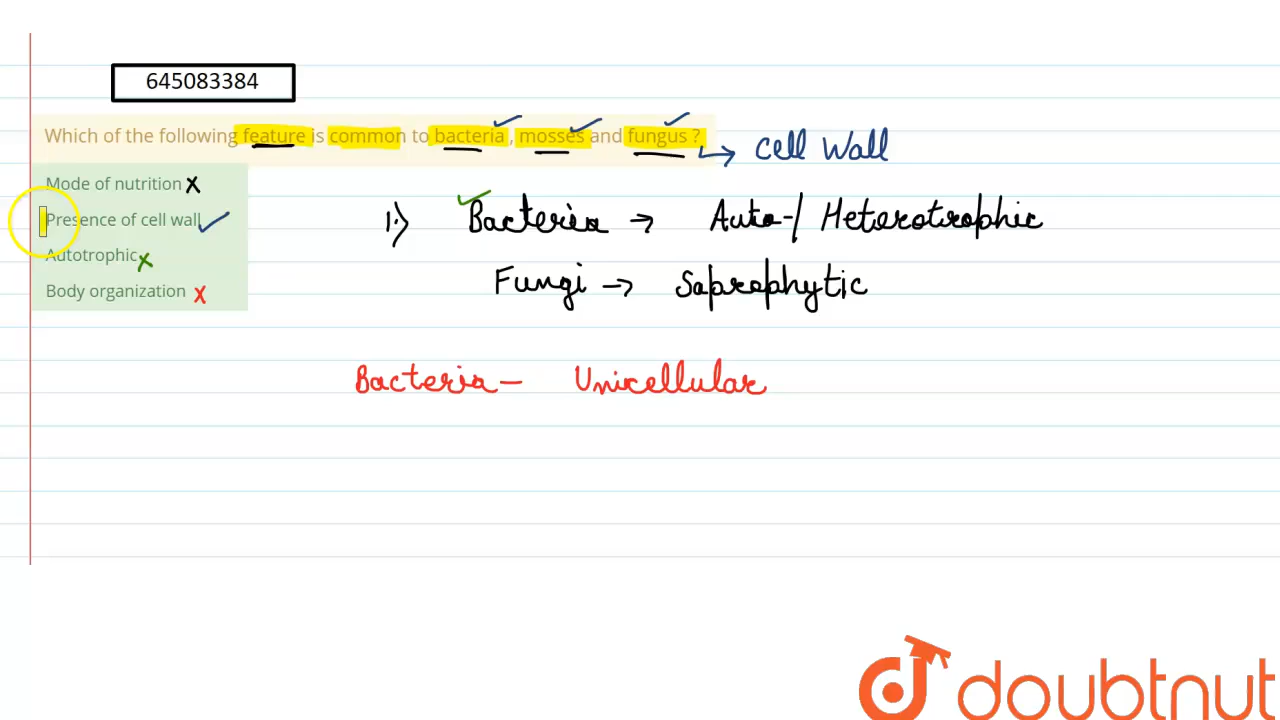 645083384
Which of the following feature is common to bacteria , mosses and fungus ?
→ cell wall
Mode of nutrition x
Presence of cell wall ✓
Autotrophic x
Body organization x
1.) Bacteria → Auto-/ Heterotrophic
Fungi → Saprophytic
Bacteria - Unicellular
doubtnut